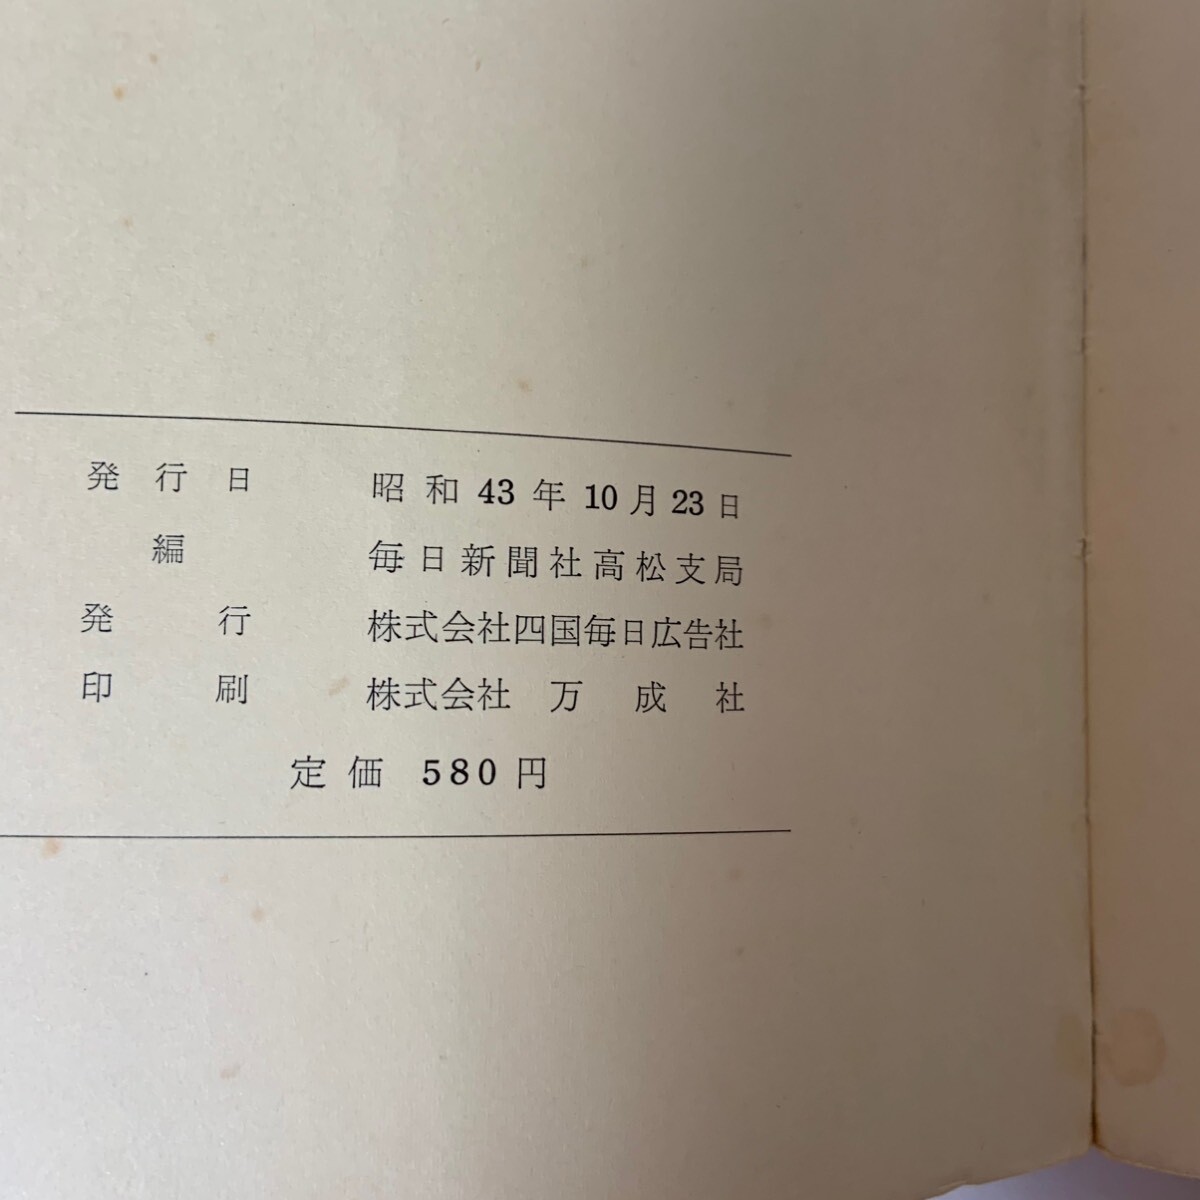 発行日 昭和43年10月23日
編 毎日新聞社高松支局
発行 株式会社四国毎日広告社
印刷 株式会社 万成社
定価 580円